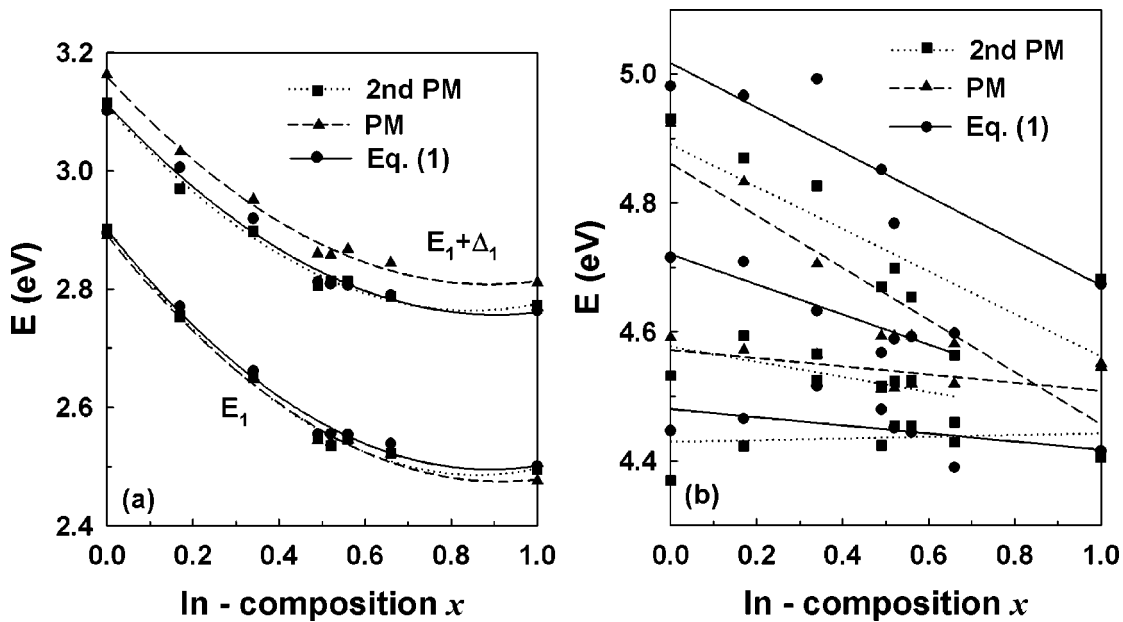 3.2
3.0
2.8
2.6
2.4
E (eV)
2nd PM
PM
Eq. (1)
E₁+Δ₁
E₁
(a)
0.0 0.2 0.4 0.6 0.8 1.0
In - composition x
5.0
4.8
4.6
4.4
E (eV)
2nd PM
PM
Eq. (1)
(b)
0.0 0.2 0.4 0.6 0.8 1.0
In - composition x